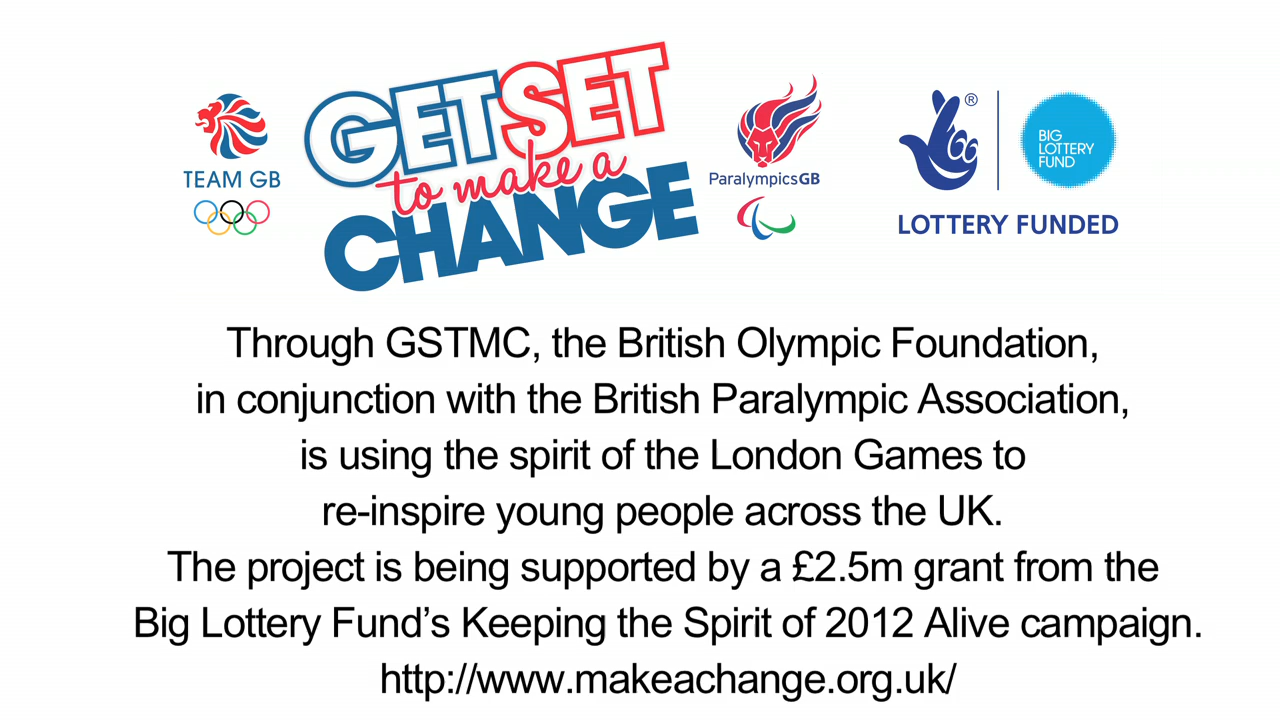 TEAM GB
GETSET
to make a
CHANGE
ParalympicsGB
®
BIG
LOTTERY
FUND
LOTTERY FUNDED
Through GSTMC, the British Olympic Foundation,
in conjunction with the British Paralympic Association,
is using the spirit of the London Games to
re-inspire young people across the UK.
The project is being supported by a £2.5m grant from the
Big Lottery Fund’s Keeping the Spirit of 2012 Alive campaign.
http://www.makeachange.org.uk/